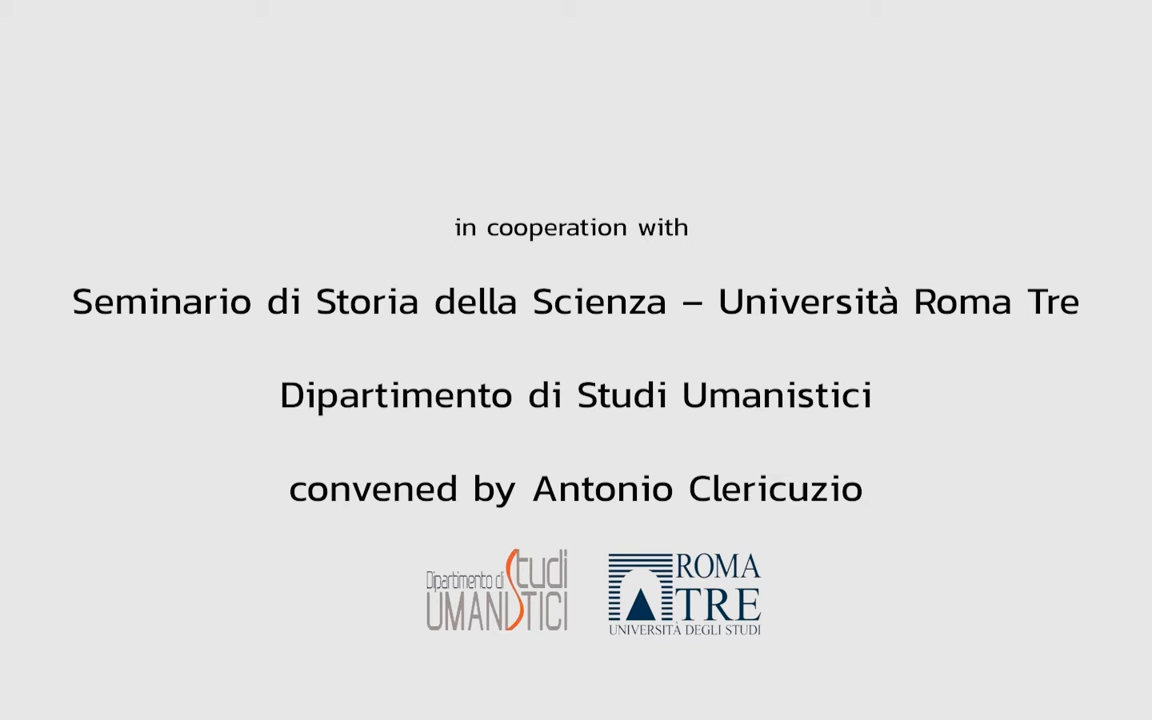 in cooperation with
Seminario di Storia della Scienza – Università Roma Tre
Dipartimento di Studi Umanistici
convened by Antonio Clericuzio
Dipartimento di Studi
UMANISTICI
ROMA
TRE
UNIVERSITÀ DEGLI STUDI